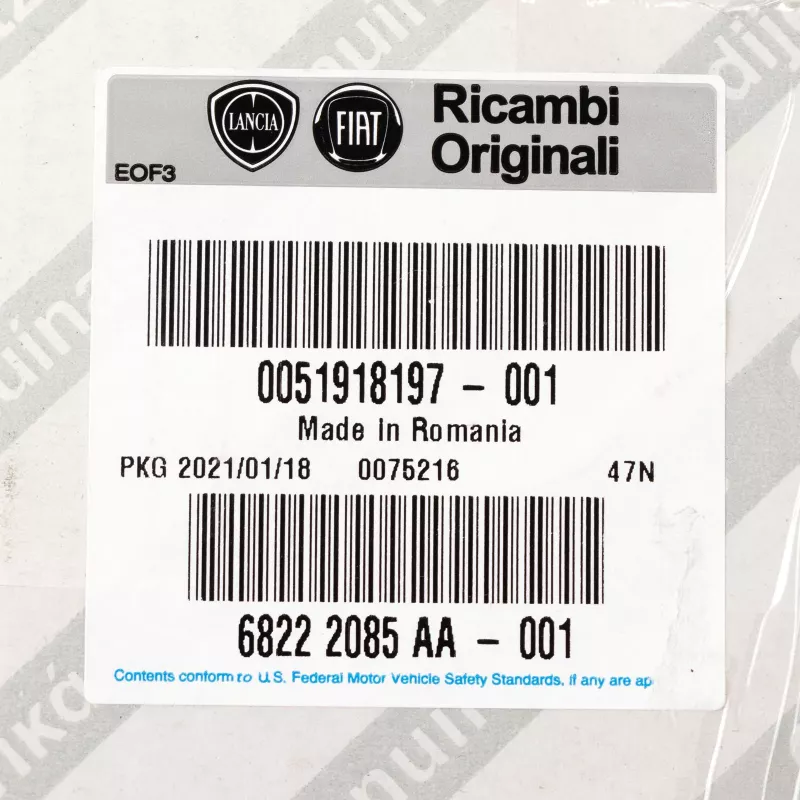 LANCIA
FIAT
Ricambi
Originali
EOF3
0051918197 - 001
Made in Romania
PKG 2021/01/18 0075216 47N
6822 2085 AA - 001
Contents conform to U.S. Federal Motor Vehicle Safety Standards, if any are ap